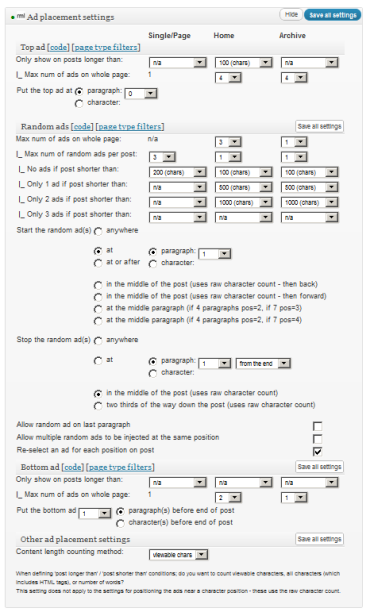 Ad placement settings Hide Save all settings
Single/Page Home Archive
Top ad [code] [page type filters]
Only show on posts longer than: n/a 100 (chars) n/a
|_ Max num of ads on whole page: 1 4 4
Put the top ad at paragraph: 0
character:
Random ads [code] [page type filters] Save all settings
Max num of ads on whole page: n/a 3 1
|_ Max num of random ads per post: 3 1 1
|_ No ads if post shorter than: 200 (chars) 100 (chars) 100 (chars)
|_ Only 1 ad if post shorter than: n/a 500 (chars) 500 (chars)
|_ Only 2 ads if post shorter than: n/a 1000 (chars) 1000 (chars)
|_ Only 3 ads if post shorter than: n/a n/a n/a
Start the random ad(s) anywhere
at paragraph: 1
at or after character:
in the middle of the post (uses raw character count - then back)
in the middle of the post (uses raw character count - then forward)
at the middle paragraph (if 4 paragraphs pos=2, if 7 pos=3)
at the middle paragraph (if 4 paragraphs pos=2, if 7 pos=4)
Stop the random ad(s) anywhere
at paragraph: 1 from the end
character:
in the middle of the post (uses raw character count)
two thirds of the way down the post (uses raw character count)
Allow random ad on last paragraph
Allow multiple random ads to be injected at the same position
Re-select an ad for each position on post
Bottom ad [code] [page type filters] Save all settings
Only show on posts longer than: n/a n/a n/a
|_ Max num of ads on whole page: 1 2 1
Put the bottom ad 1 paragraph(s) before end of post
character(s) before end of post
Other ad placement settings Save all settings
Content length counting method: viewable chars
When defining 'post longer than' / 'post shorter than' conditions; do you want to count viewable characters, all characters (which
includes HTML tags), or number of words?
This setting does not apply to the settings for positioning the ads near a character position - these use the raw character count.